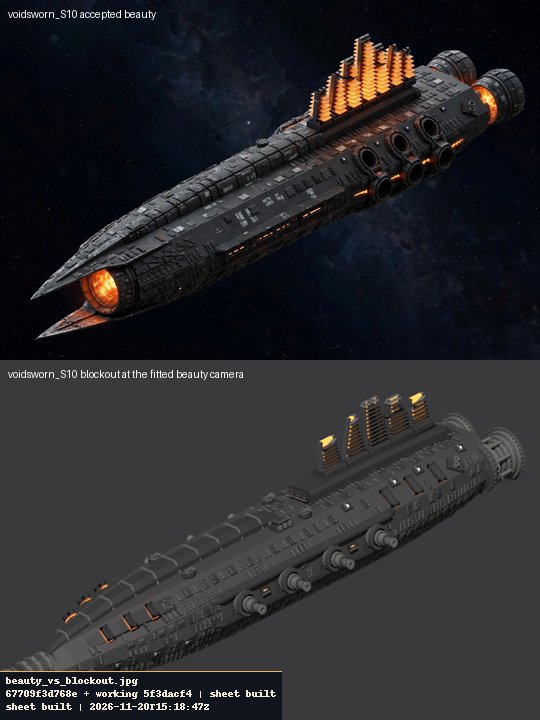 voidsworn_S10 accepted beauty
voidsworn_S10 blockout at the fitted beauty camera
beauty_vs_blockout.jpg
67709f3d768e + working 5f3dacf4 | sheet built
sheet built | 2026-11-20T15:18:47Z